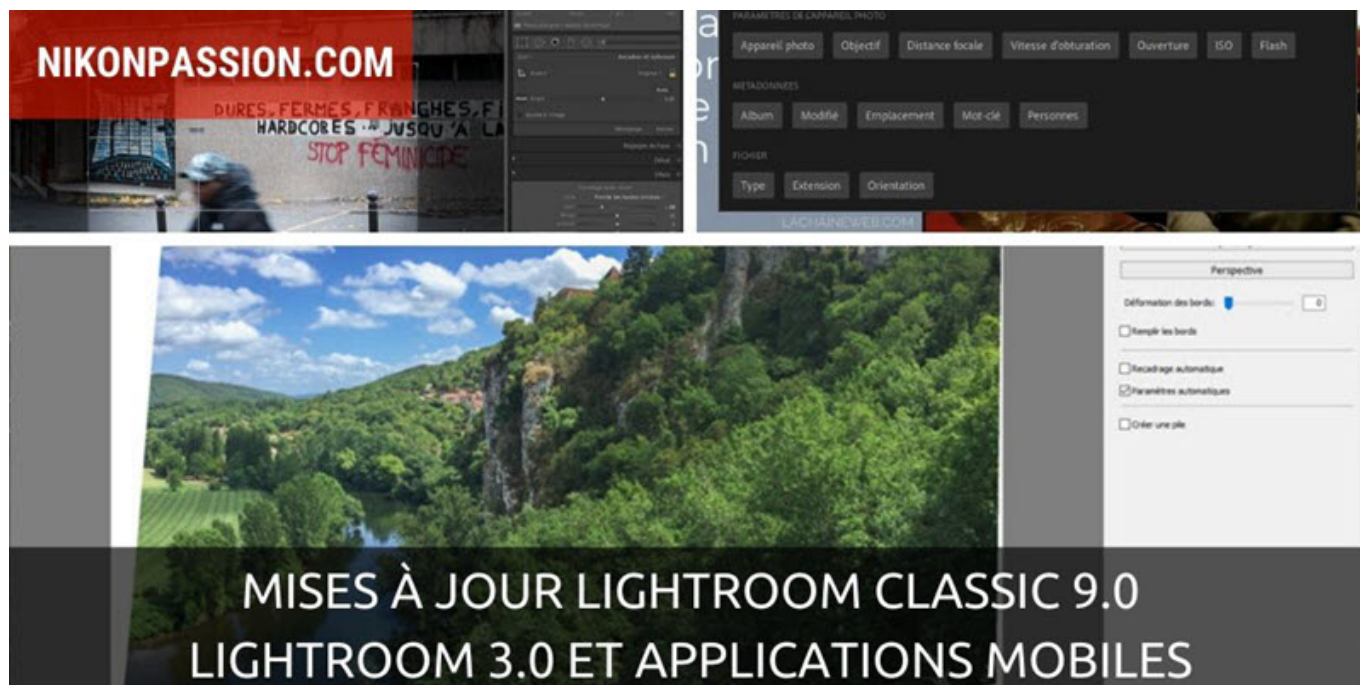 NIKONPASSION.COM
DURES, FERMES, FRANCHES, FI
HARDCORES JUSQU'À LA
STOP FÉMINICIDE
PARAMÈTRES DE L'APPAREIL PHOTO
Appareil photo Objectif Distance focale Vitesse d'obturation Ouverture ISO Flash
MÉTADONNÉES
Album Modifié Emplacement Mot-clé Personnes
FICHIER
Type Extension Orientation
LACHAINEWEB.COM
Perspective
Déformation des bords: 0
Remplir les bords
Recadrage automatique
Paramètres automatiques
Créer une pile
MISES À JOUR LIGHTROOM CLASSIC 9.0
LIGHTROOM 3.0 ET APPLICATIONS MOBILES